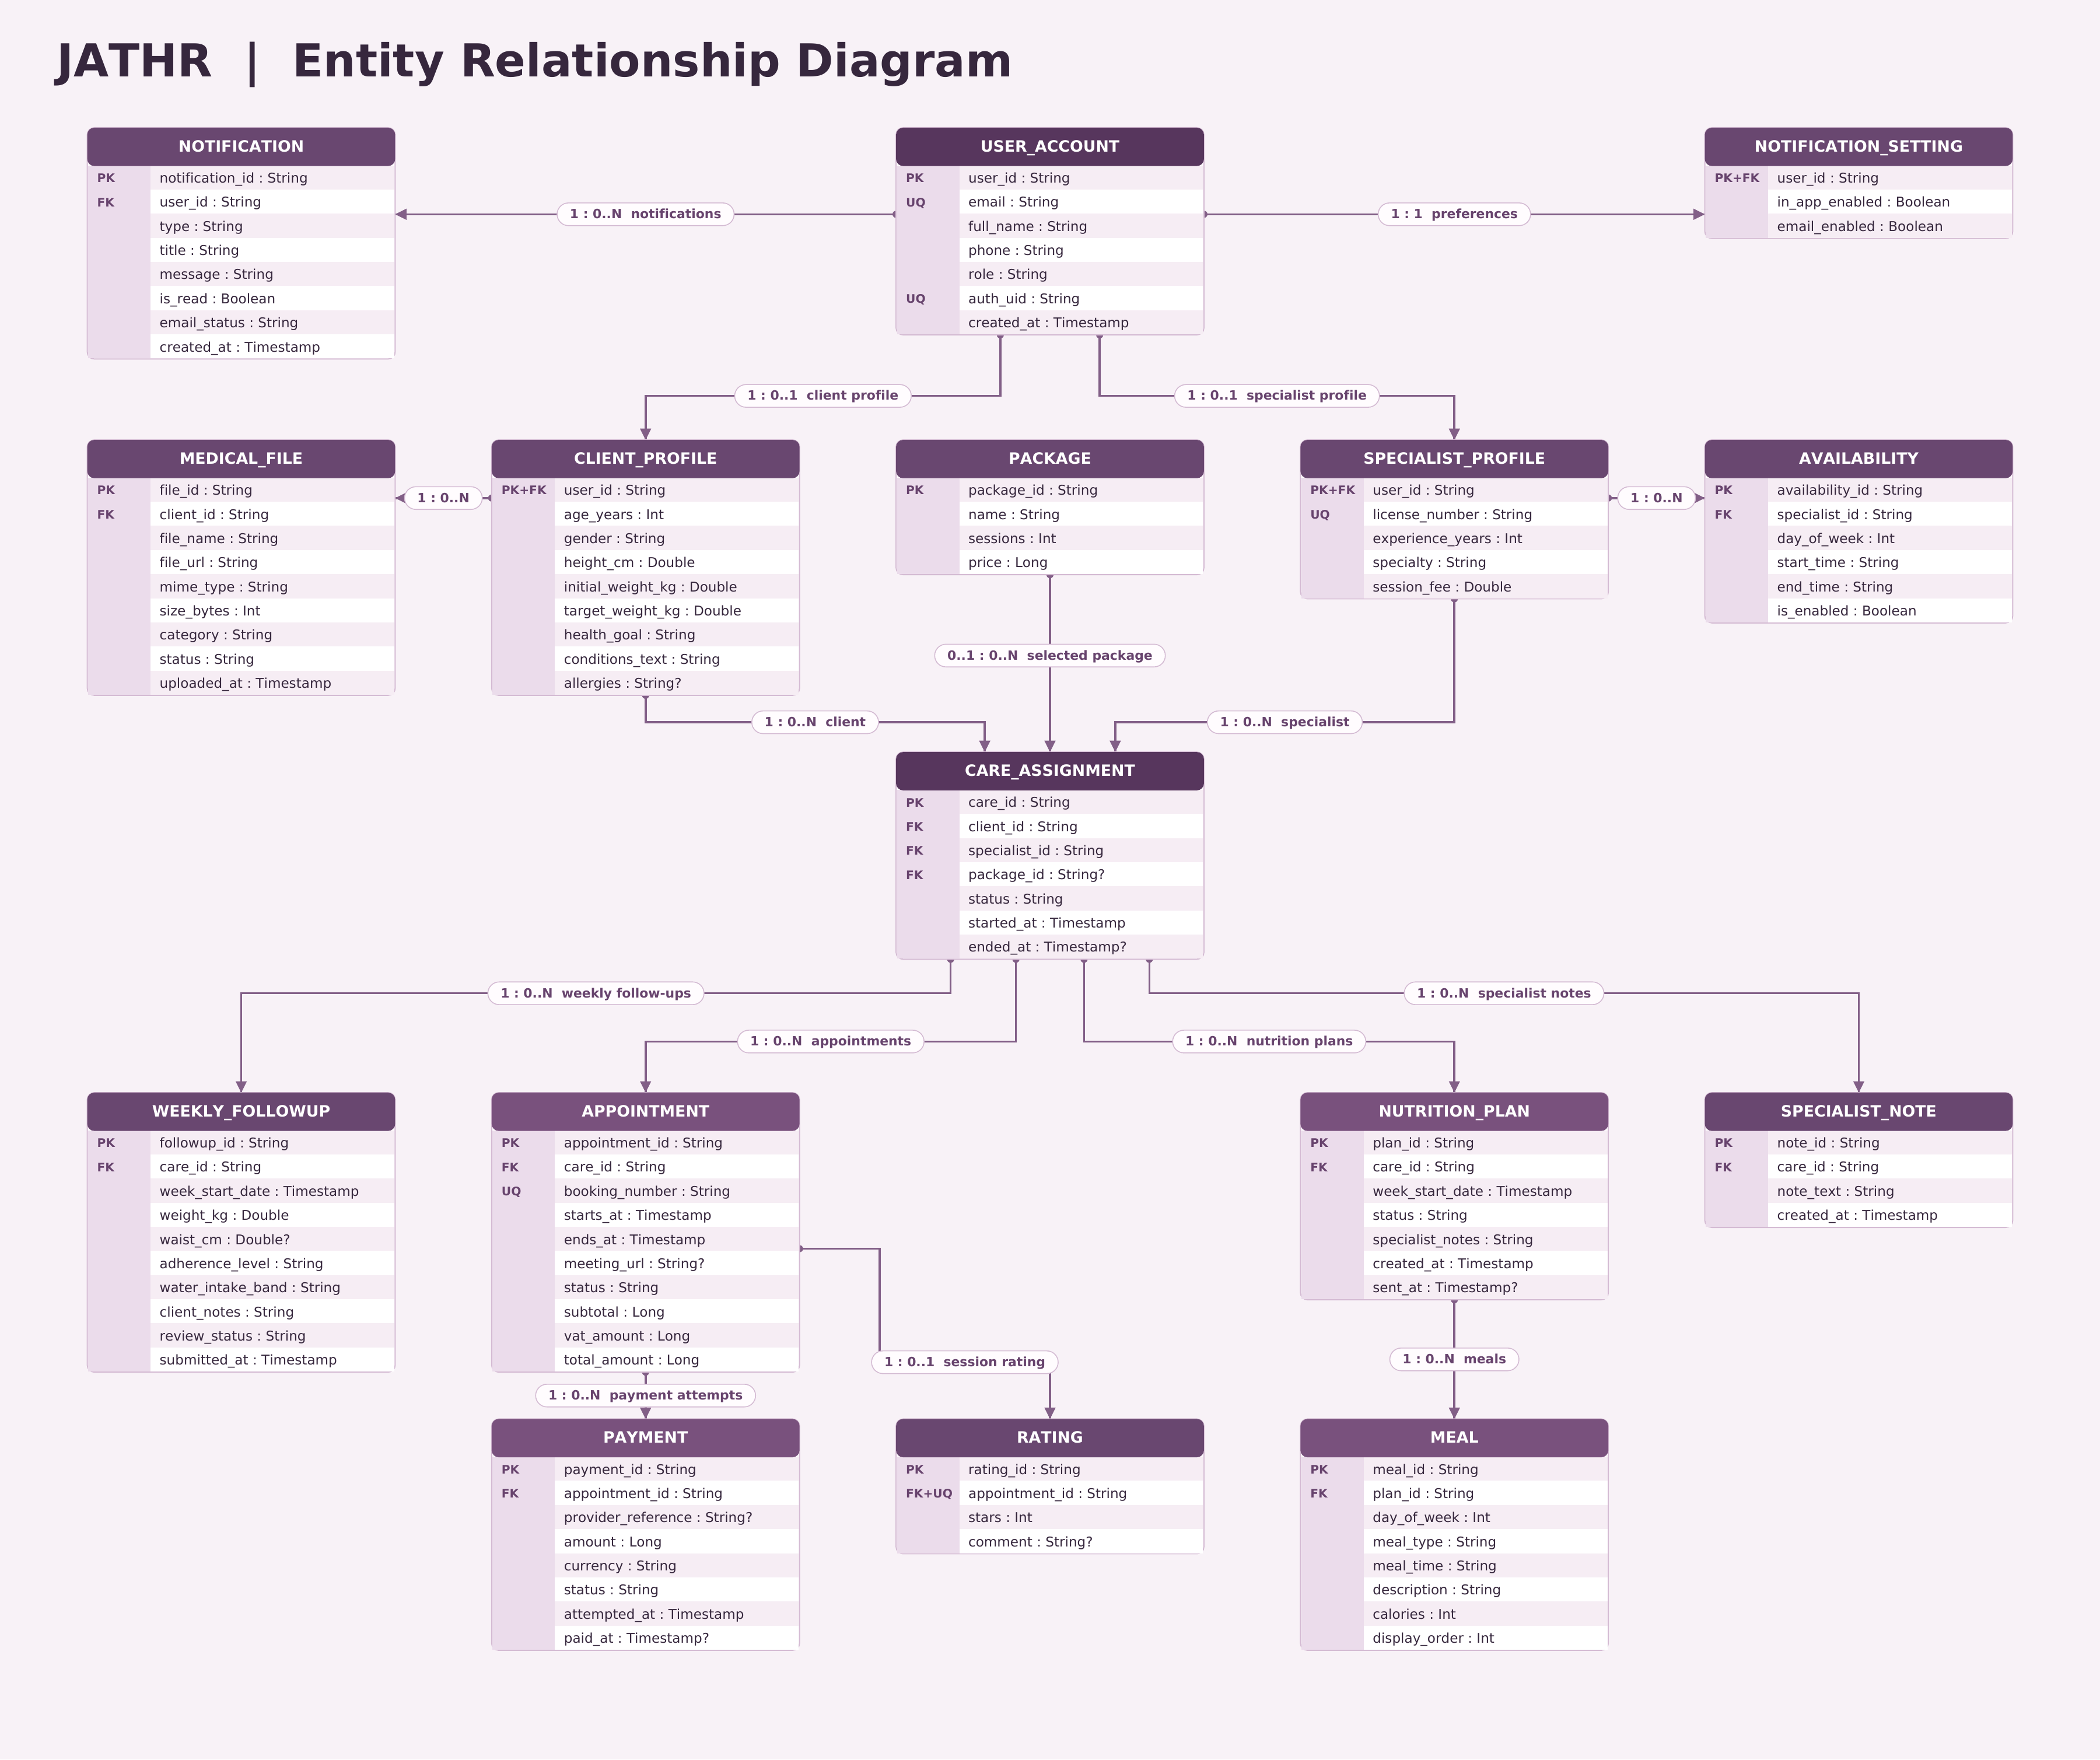 JATHR | Entity Relationship Diagram
NOTIFICATION
PK notification_id : String
FK user_id : String
type : String
title : String
message : String
is_read : Boolean
email_status : String
created_at : Timestamp
1 : 0..N notifications
USER_ACCOUNT
PK user_id : String
UQ email : String
full_name : String
phone : String
role : String
UQ auth_uid : String
created_at : Timestamp
1 : 1 preferences
NOTIFICATION_SETTING
PK+FK user_id : String
in_app_enabled : Boolean
email_enabled : Boolean
1 : 0..1 client profile
1 : 0..1 specialist profile
MEDICAL_FILE
PK file_id : String
FK client_id : String
file_name : String
file_url : String
mime_type : String
size_bytes : Int
category : String
status : String
uploaded_at : Timestamp
1 : 0..N
CLIENT_PROFILE
PK+FK user_id : String
age_years : Int
gender : String
height_cm : Double
initial_weight_kg : Double
target_weight_kg : Double
health_goal : String
conditions_text : String
allergies : String?
PACKAGE
PK package_id : String
name : String
sessions : Int
price : Long
SPECIALIST_PROFILE
PK+FK user_id : String
UQ license_number : String
experience_years : Int
specialty : String
session_fee : Double
1 : 0..N
AVAILABILITY
PK availability_id : String
FK specialist_id : String
day_of_week : Int
start_time : String
end_time : String
is_enabled : Boolean
0..1 : 0..N selected package
1 : 0..N client
1 : 0..N specialist
CARE_ASSIGNMENT
PK care_id : String
FK client_id : String
FK specialist_id : String
FK package_id : String?
status : String
started_at : Timestamp
ended_at : Timestamp?
1 : 0..N weekly follow-ups
1 : 0..N specialist notes
1 : 0..N appointments
1 : 0..N nutrition plans
WEEKLY_FOLLOWUP
PK followup_id : String
FK care_id : String
week_start_date : Timestamp
weight_kg : Double
waist_cm : Double?
adherence_level : String
water_intake_band : String
client_notes : String
review_status : String
submitted_at : Timestamp
APPOINTMENT
PK appointment_id : String
FK care_id : String
UQ booking_number : String
starts_at : Timestamp
ends_at : Timestamp
meeting_url : String?
status : String
subtotal : Long
vat_amount : Long
total_amount : Long
NUTRITION_PLAN
PK plan_id : String
FK care_id : String
week_start_date : Timestamp
status : String
specialist_notes : String
created_at : Timestamp
sent_at : Timestamp?
SPECIALIST_NOTE
PK note_id : String
FK care_id : String
note_text : String
created_at : Timestamp
1 : 0..1 session rating
1 : 0..N meals
1 : 0..N payment attempts
PAYMENT
PK payment_id : String
FK appointment_id : String
provider_reference : String?
amount : Long
currency : String
status : String
attempted_at : Timestamp
paid_at : Timestamp?
RATING
PK rating_id : String
FK+UQ appointment_id : String
stars : Int
comment : String?
MEAL
PK meal_id : String
FK plan_id : String
day_of_week : Int
meal_type : String
meal_time : String
description : String
calories : Int
display_order : Int